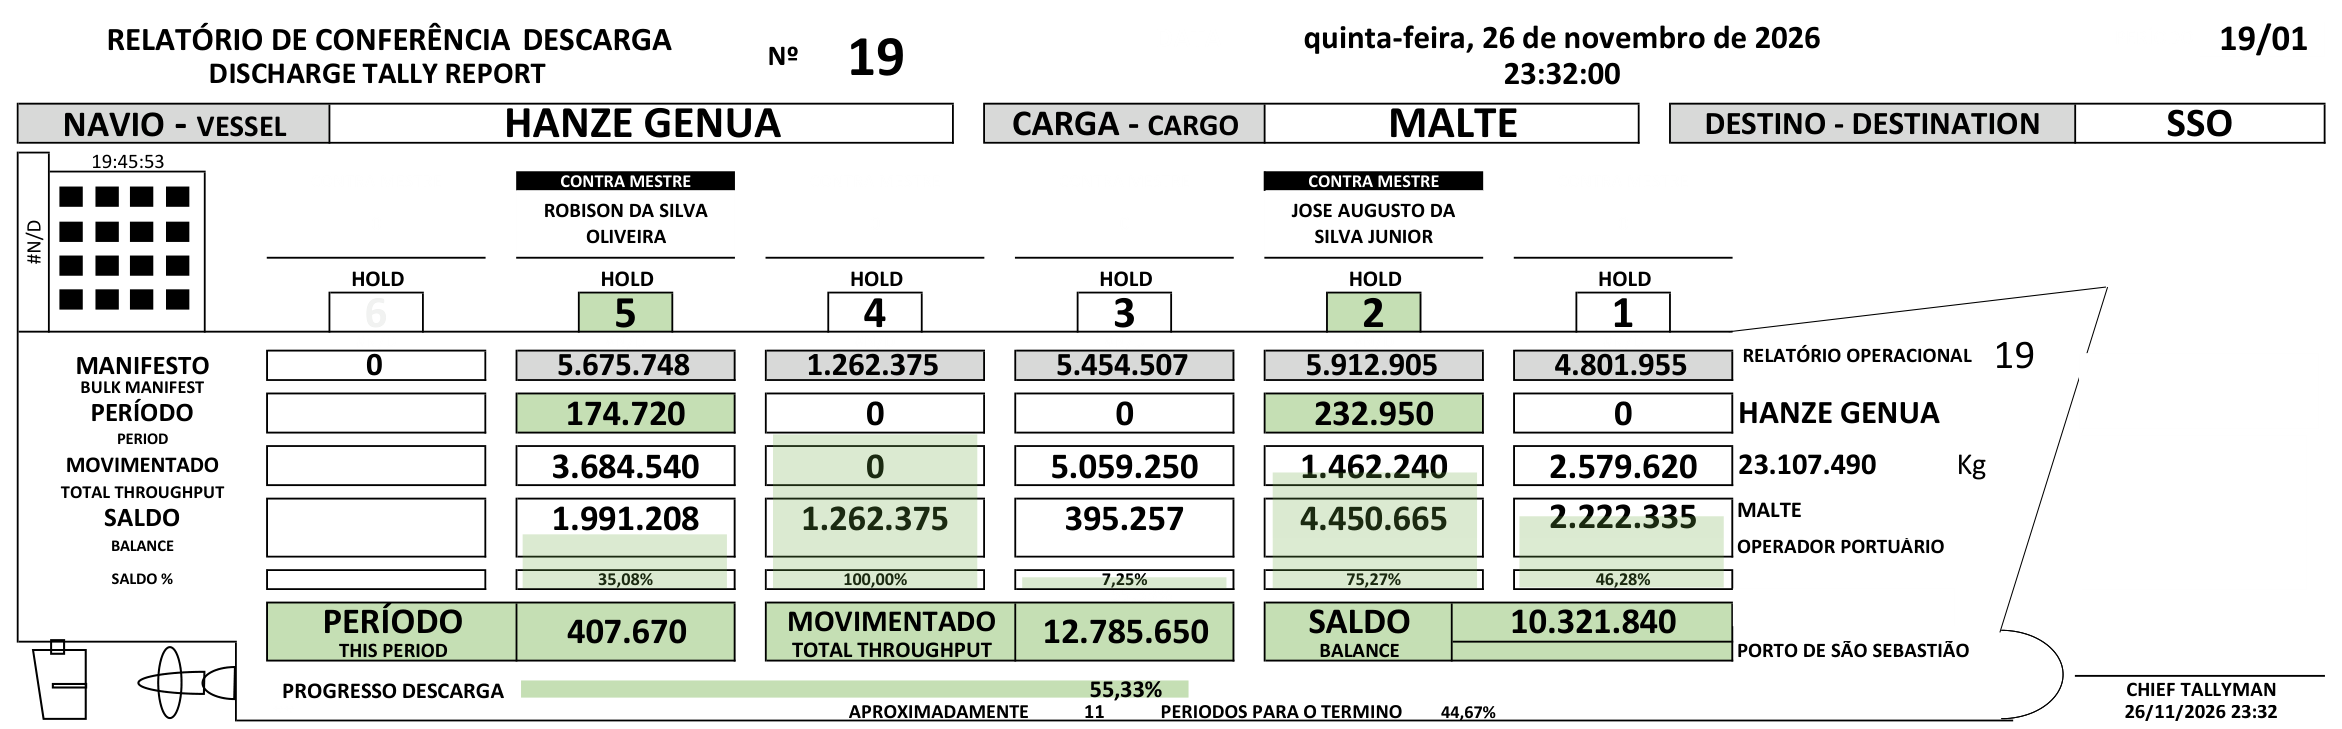 RELATÓRIO DE CONFERÊNCIA DESCARGA
DISCHARGE TALLY REPORT
Nº 19
quinta-feira, 26 de novembro de 2026
23:32:00
19/01
NAVIO - VESSEL HANZE GENUA CARGA - CARGO MALTE DESTINO - DESTINATION SSO
19:45:53
#N/D
CONTRA MESTRE CONTRA MESTRE
ROBISON DA SILVA JOSE AUGUSTO DA
OLIVEIRA SILVA JUNIOR
HOLD HOLD HOLD HOLD HOLD HOLD
6 5 4 3 2 1
MANIFESTO 0 5.675.748 1.262.375 5.454.507 5.912.905 4.801.955 RELATÓRIO OPERACIONAL 19
BULK MANIFEST
PERÍODO 174.720 0 0 232.950 0 HANZE GENUA
PERIOD
MOVIMENTADO 3.684.540 0 5.059.250 1.462.240 2.579.620 23.107.490 Kg
TOTAL THROUGHPUT
SALDO 1.991.208 1.262.375 395.257 4.450.665 2.222.335 MALTE
BALANCE OPERADOR PORTUÁRIO
SALDO % 35,08% 100,00% 7,25% 75,27% 46,28%
PERÍODO 407.670 MOVIMENTADO 12.785.650 SALDO 10.321.840
THIS PERIOD TOTAL THROUGHPUT BALANCE PORTO DE SÃO SEBASTIÃO
PROGRESSO DESCARGA 55,33%
APROXIMADAMENTE 11 PERIODOS PARA O TERMINO 44,67%
CHIEF TALLYMAN
26/11/2026 23:32